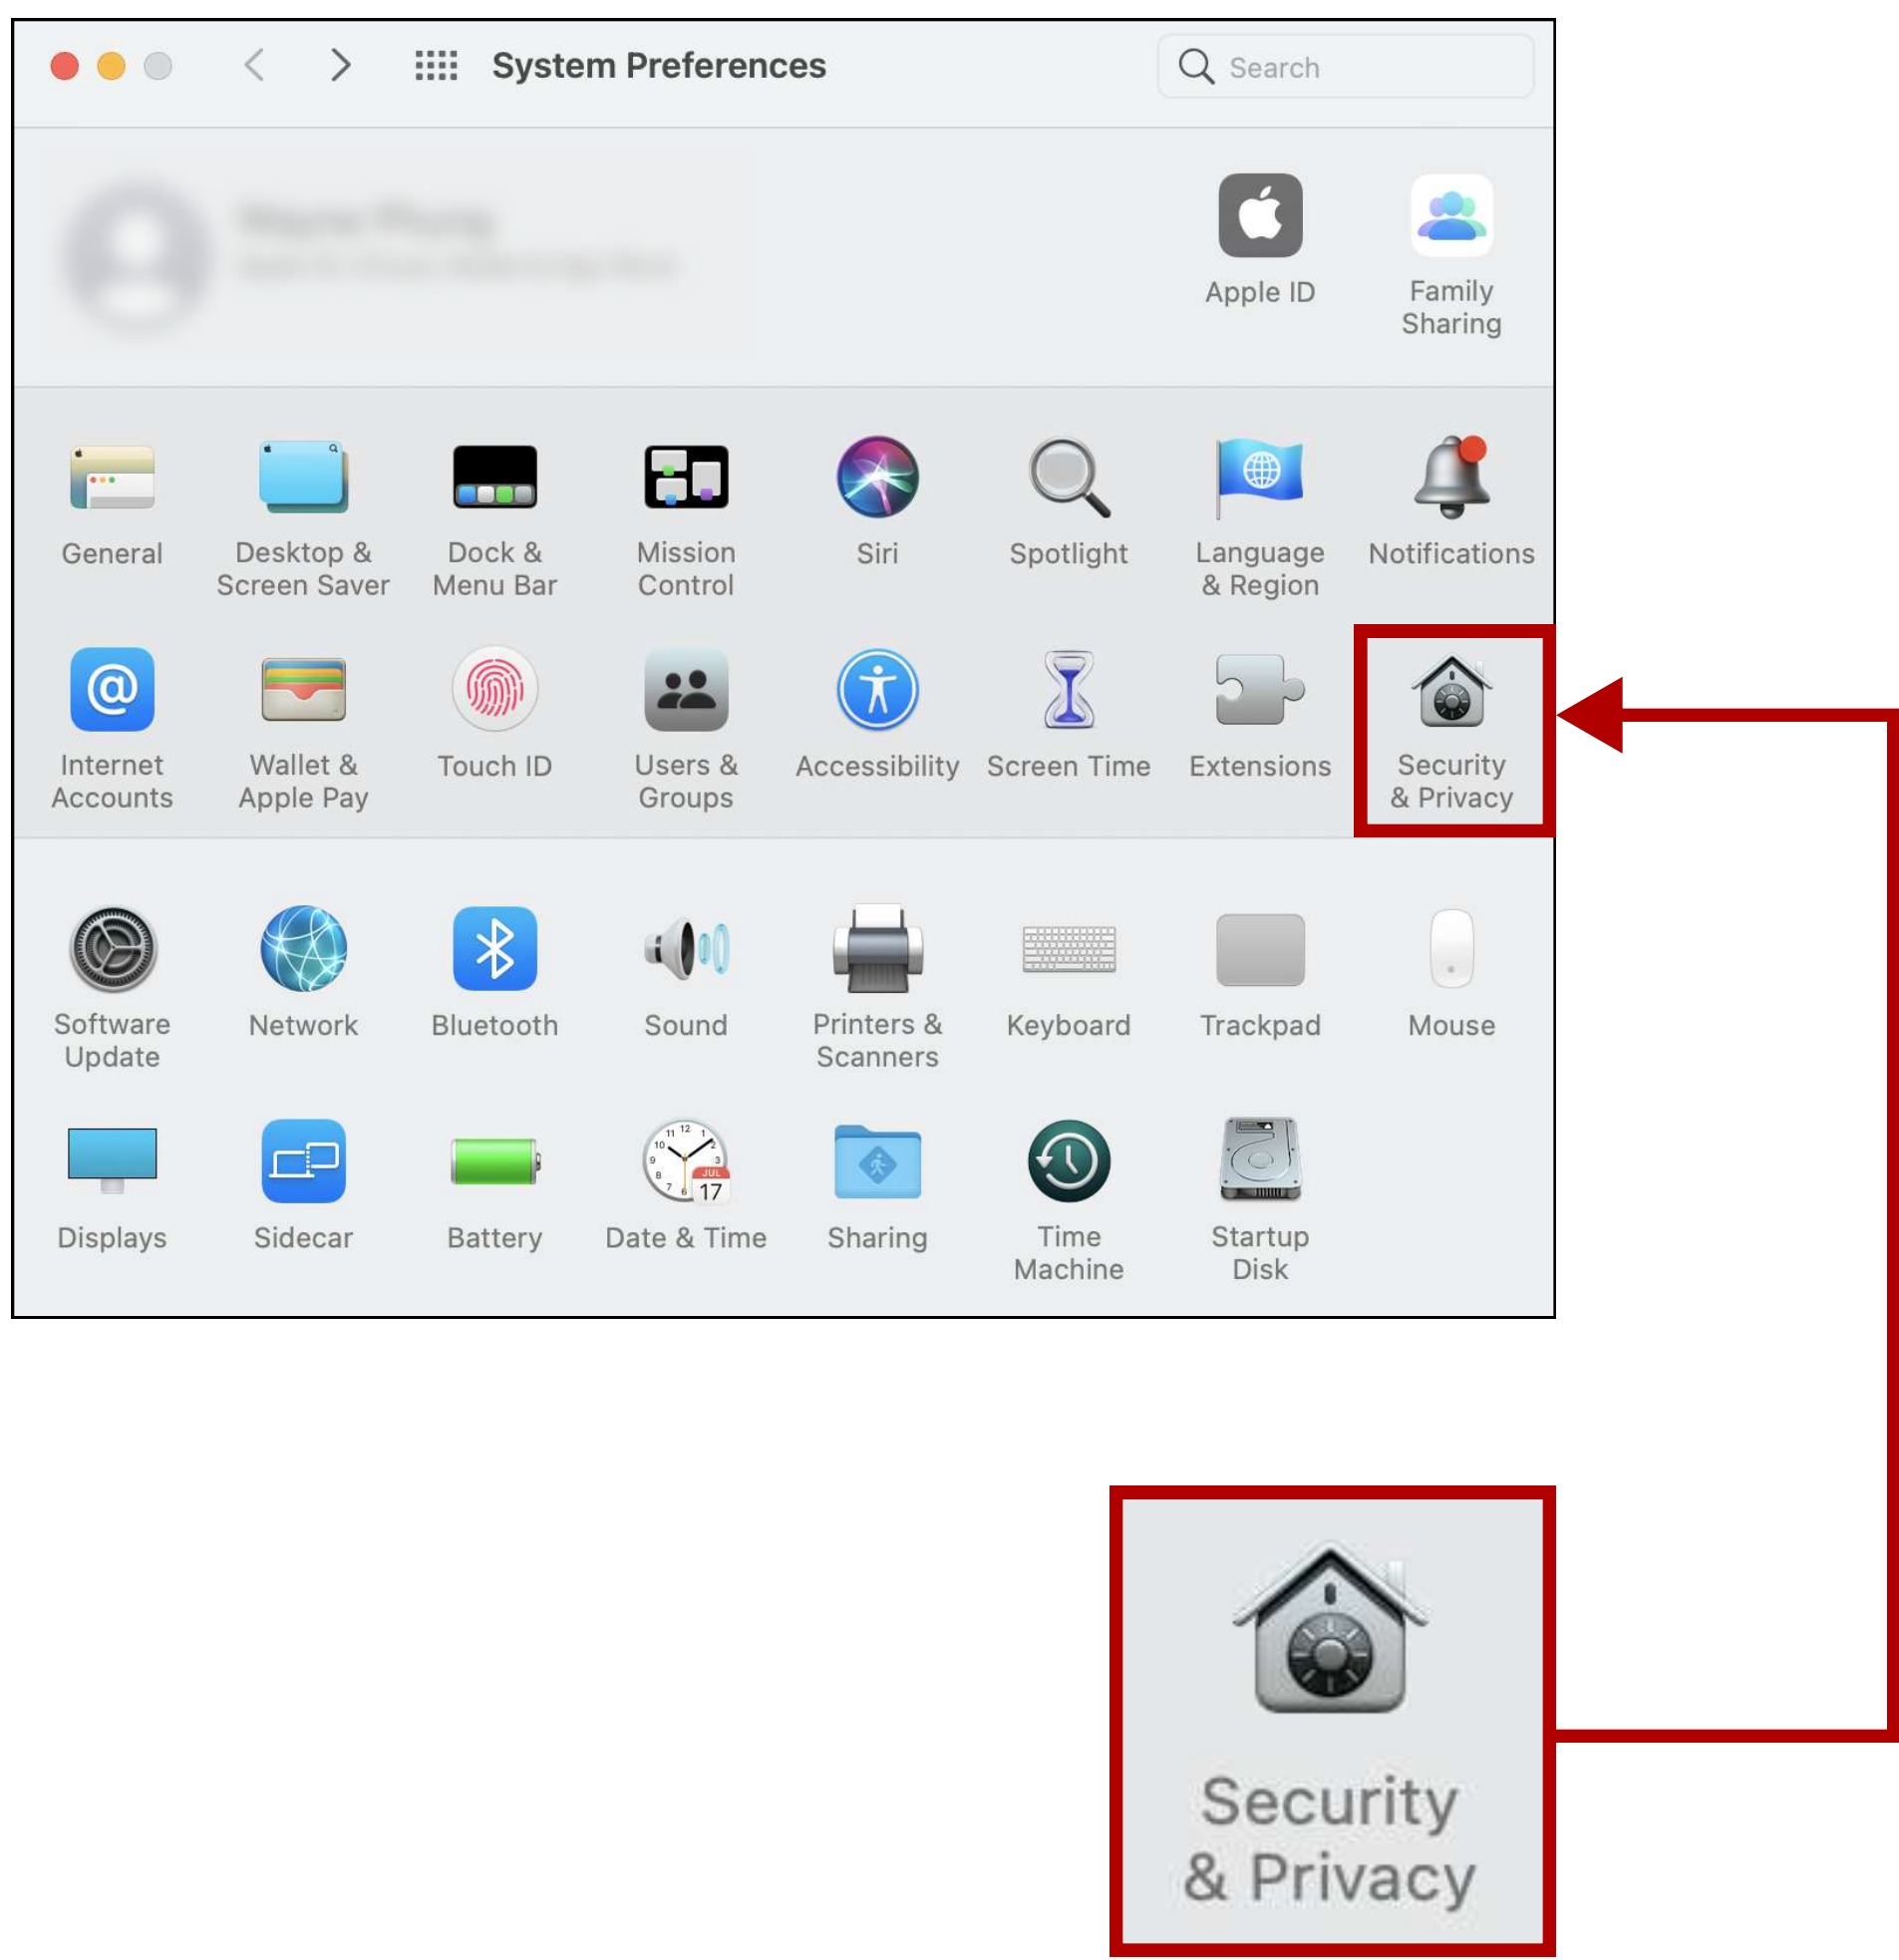 System Preferences
Search
Apple ID
Family
Sharing
General
Desktop &
Screen Saver
Dock &
Menu Bar
Mission
Control
Siri
Spotlight
Language
& Region
Notifications
Internet
Accounts
Wallet &
Apple Pay
Touch ID
Users &
Groups
Accessibility
Screen Time
Extensions
Security
& Privacy
Software
Update
Network
Bluetooth
Sound
Printers &
Scanners
Keyboard
Trackpad
Mouse
Displays
Sidecar
Battery
JUL
17
Date & Time
Sharing
Time
Machine
Startup
Disk
Security
& Privacy